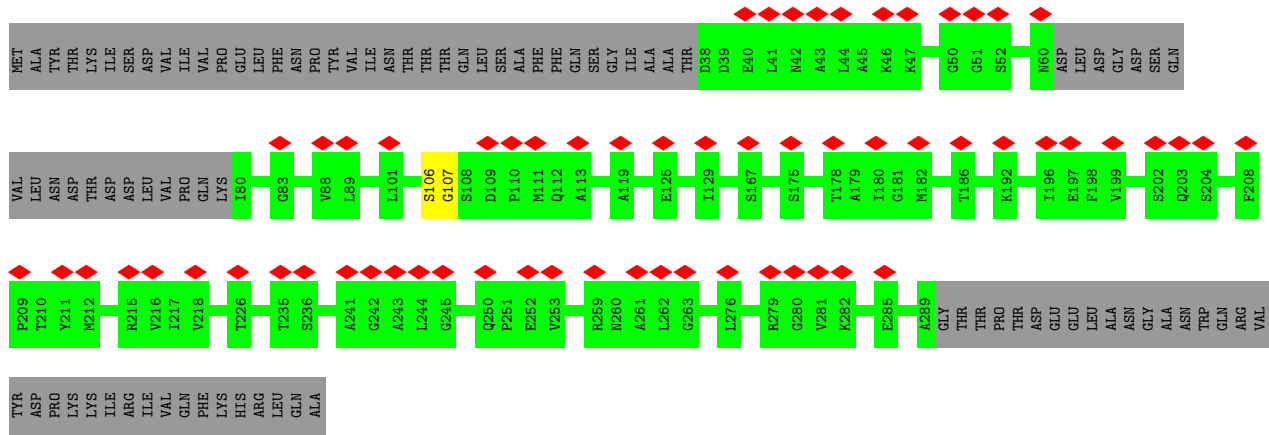 MET ALA TYR THR LYS ILE SER ASP VAL ILE VAL PRO GLU LEU PHE ASN PRO TYR VAL ILE ASN THR THR THR GLN LEU SER ALA PHE PHE GLN SER GLY ILE ALA ALA THR D38 D39 E40 L41 N42 A43 L44 A45 K46 K47 G50 G51 S52 N60 ASP LEU ASP GLY ASP SER GLN
VAL LEU ASN ASP THR ASP ASP LEU VAL PRO GLN LYS I80 G83 V88 L89 L101 S106 G107 S108 D109 P110 M111 Q112 A113 A119 E125 I129 S167 S175 T178 A179 I180 G181 M182 T186 K192 I196 E197 F198 V199 S202 Q203 S204 F208
P209 T210 Y211 M212 R215 V216 I217 V218 T226 T235 S236 A241 G242 A243 L244 G245 Q250 P251 E252 V253 R259 N260 A261 L262 G263 L276 R279 G280 V281 K282 E285 A289 GLY THR THR PRO THR ASP GLU GLU LEU ALA ASN GLY ALA ASN TRP GLN ARG VAL
TYR ASP PRO LYS LYS ILE ARG ILE VAL GLN PHE LYS HIS ARG LEU GLN ALA